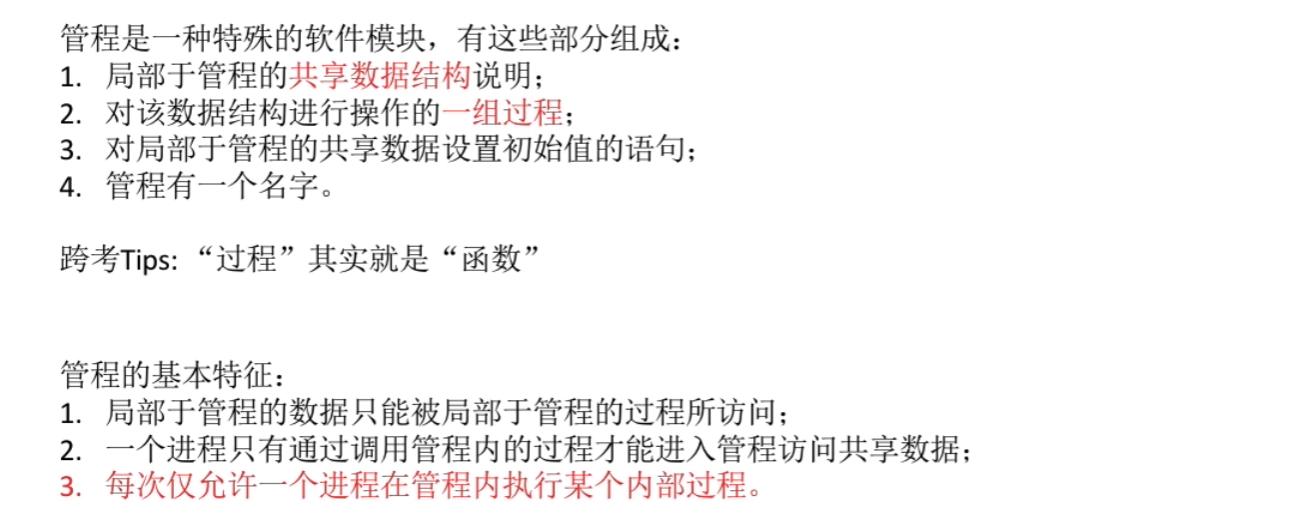 管程是一种特殊的软件模块，有这些部分组成：
1. 局部于管程的共享数据结构说明；
2. 对该数据结构进行操作的一组过程；
3. 对局部于管程的共享数据设置初始值的语句；
4. 管程有一个名字。
跨考Tips: “过程”其实就是“函数”
管程的基本特征：
1. 局部于管程的数据只能被局部于管程的过程所访问；
2. 一个进程只有通过调用管程内的过程才能进入管程访问共享数据；
3. 每次仅允许一个进程在管程内执行某个内部过程。